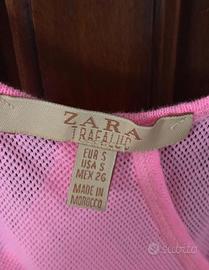 ZARA
TRAFALUC
EUR S
USA S
MEX 26
MADE IN
MOROCCO
subito